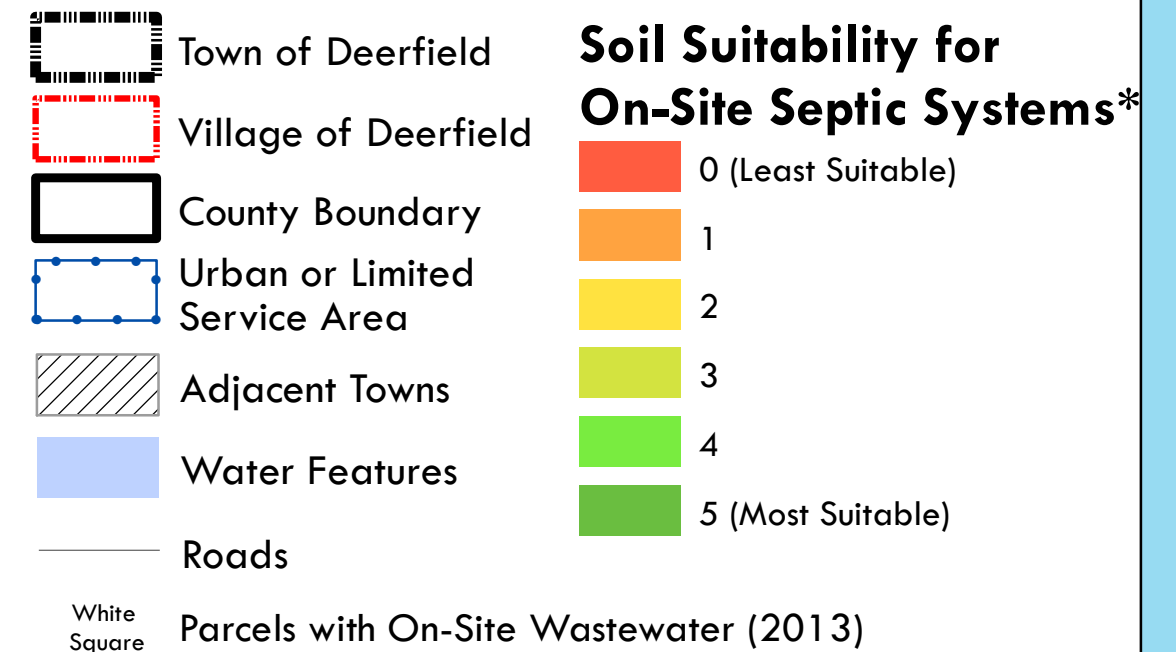 Town of Deerfield
Village of Deerfield
County Boundary
Urban or Limited
Service Area
Adjacent Towns
Water Features
Roads
White
Square
Parcels with On-Site Wastewater (2013)
Soil Suitability for
On-Site Septic Systems*
0 (Least Suitable)
1
2
3
4
5 (Most Suitable)